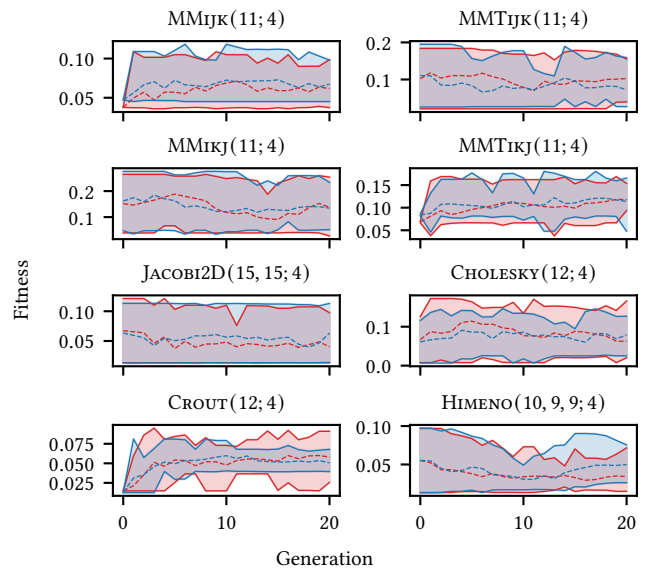 MMIJK(11; 4)
MMTIJK(11; 4)
0.10
0.05
0.2
0.1
MMIKJ(11; 4)
MMTIKJ(11; 4)
0.2
0.1
0.15
0.10
0.05
JACOBI2D(15, 15; 4)
CHOLESKY(12; 4)
0.10
0.05
0.1
0.0
CROUT(12; 4)
HIMENO(10, 9, 9; 4)
0.075
0.050
0.025
0.10
0.05
0 10 20
0 10 20
Fitness
Generation